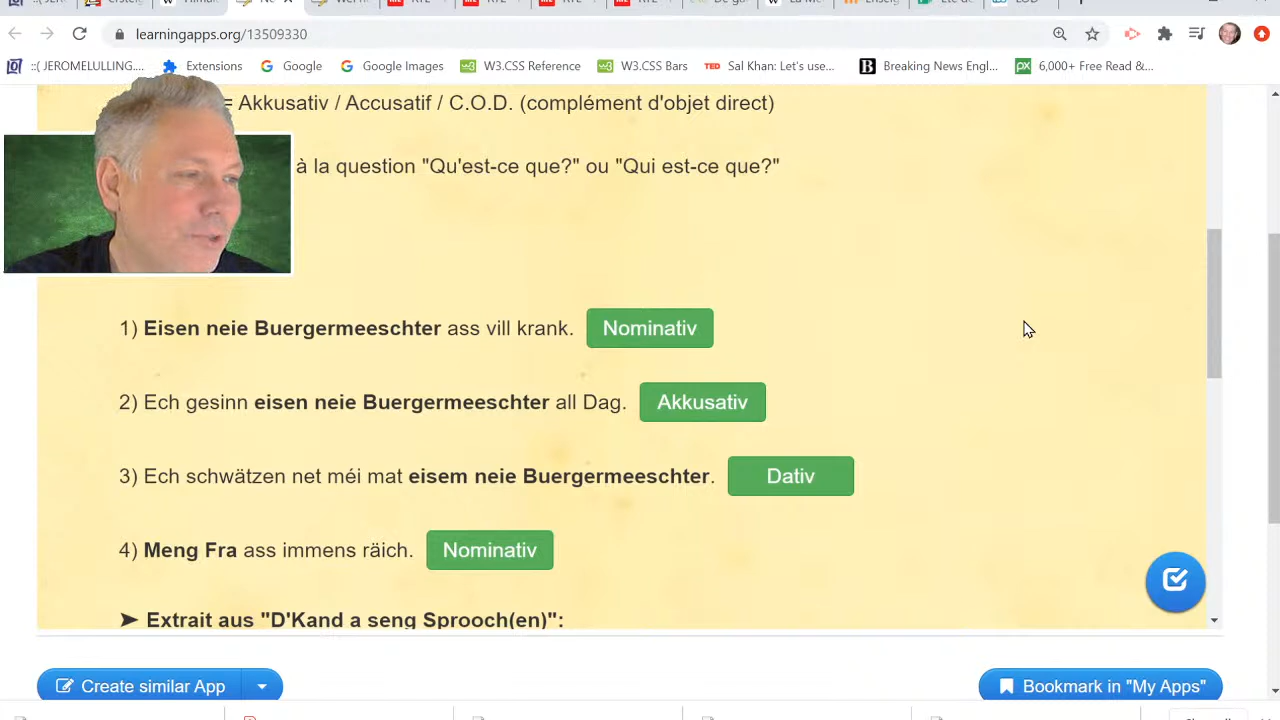 learningapps.org/13509330
::( JEROMELULLING.... Extensions Google Google Images W3.CSS Reference W3.CSS Bars TED Sal Khan: Let's use... B Breaking News Engl... px 6,000+ Free Read &...
= Akkusativ / Accusatif / C.O.D. (complément d'objet direct)
à la question "Qu'est-ce que?" ou "Qui est-ce que?"
1) Eisen neie Buergermeeschter ass vill krank. Nominativ
2) Ech gesinn eisen neie Buergermeeschter all Dag. Akkusativ
3) Ech schwätzen net méi mat eisem neie Buergermeeschter. Dativ
4) Meng Fra ass immens räich. Nominativ
➤ Extrait aus "D'Kand a seng Sprooch(en)":
Create similar App
Bookmark in "My Apps"